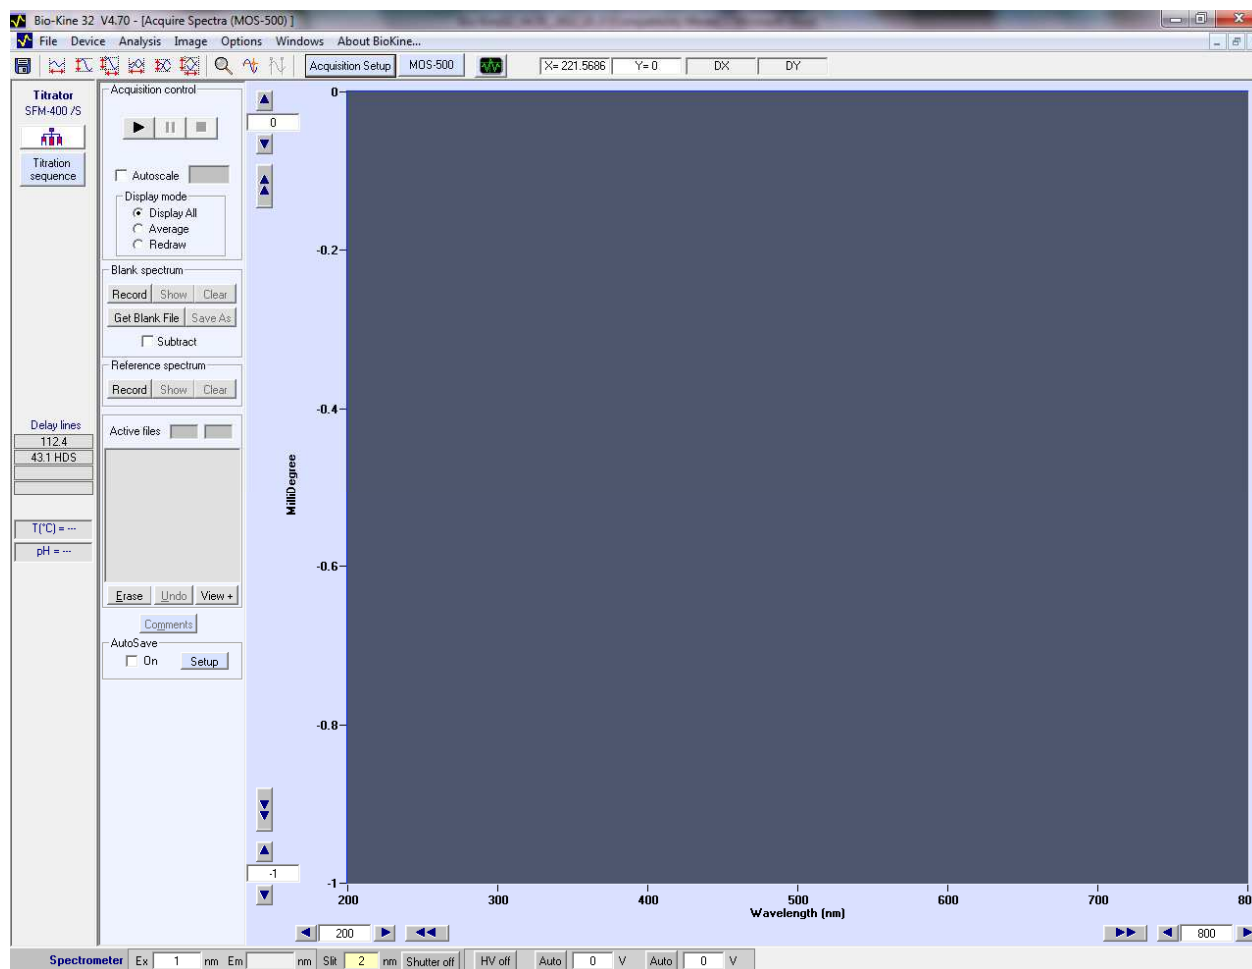 Bio-Kine 32 V4.70 - [Acquire Spectra (MOS-500) ]
File Device Analysis Image Options Windows About BioKine...
Acquisition Setup MOS-500 X= 221.5686 Y= 0 DX DY
Titrator
SFM-400 /S
Titration
sequence
Delay lines
112.4
43.1 HDS
T(°C) = ---
pH = ---
Acquisition control
Autoscale
Display mode
Display All
Average
Redraw
Blank spectrum
Record Show Clear
Get Blank File Save As
Subtract
Reference spectrum
Record Show Clear
Active files
Erase Undo View +
Comments
AutoSave
On Setup
0
-1
MilliDegree
0
-0.2
-0.4
-0.6
-0.8
-1
200 300 400 500 600 700 80
Wavelength (nm)
200 800
Spectrometer Ex 1 nm Em nm Slit 2 nm Shutter off HV off Auto 0 V Auto 0 V